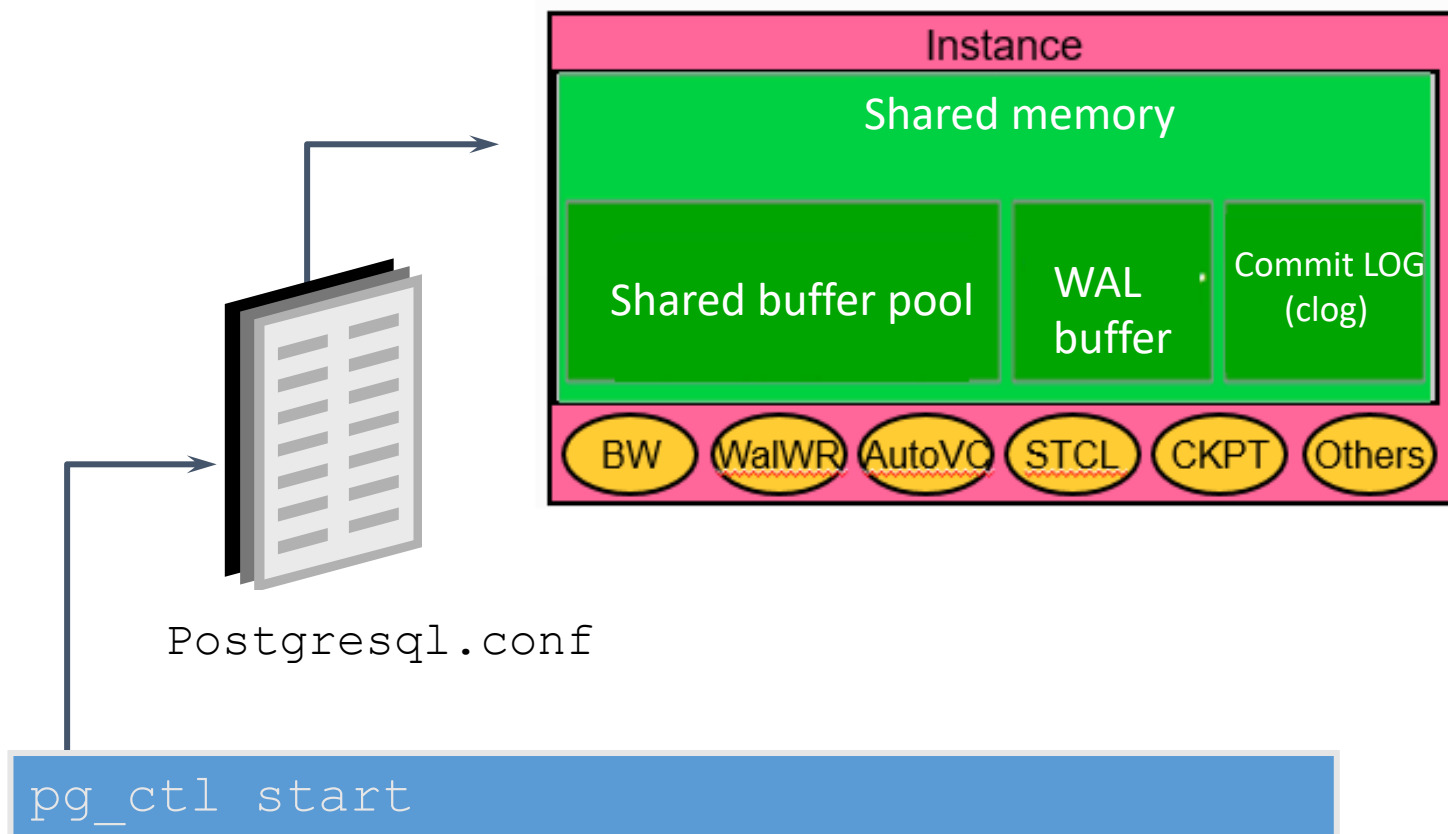 Instance
Shared memory
Shared buffer pool
WAL
buffer
Commit LOG
(clog)
BW
WalWR
AutoVC
STCL
CKPT
Others
Postgresql.conf
pg_ctl start